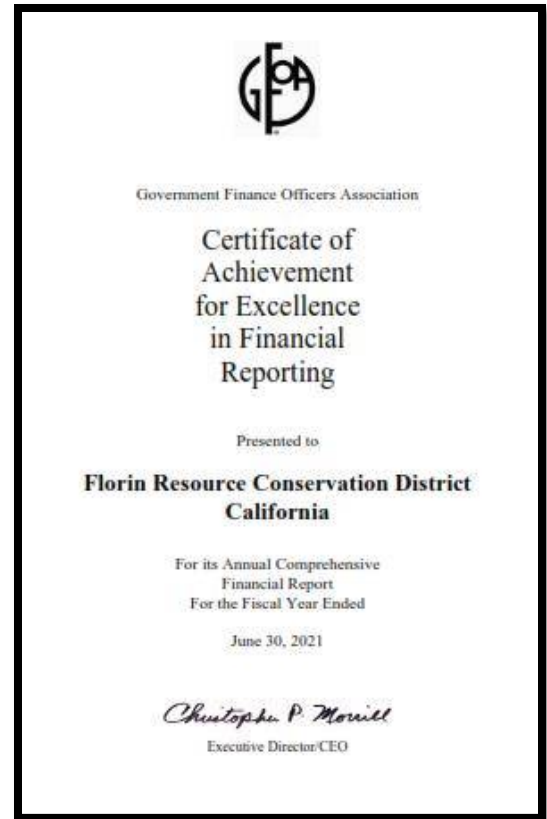 GFOA
Government Finance Officers Association
Certificate of
Achievement
for Excellence
in Financial
Reporting
Presented to
Florin Resource Conservation District
California
For its Annual Comprehensive
Financial Report
For the Fiscal Year Ended
June 30, 2021
Christopher P. Morrill
Executive Director/CEO